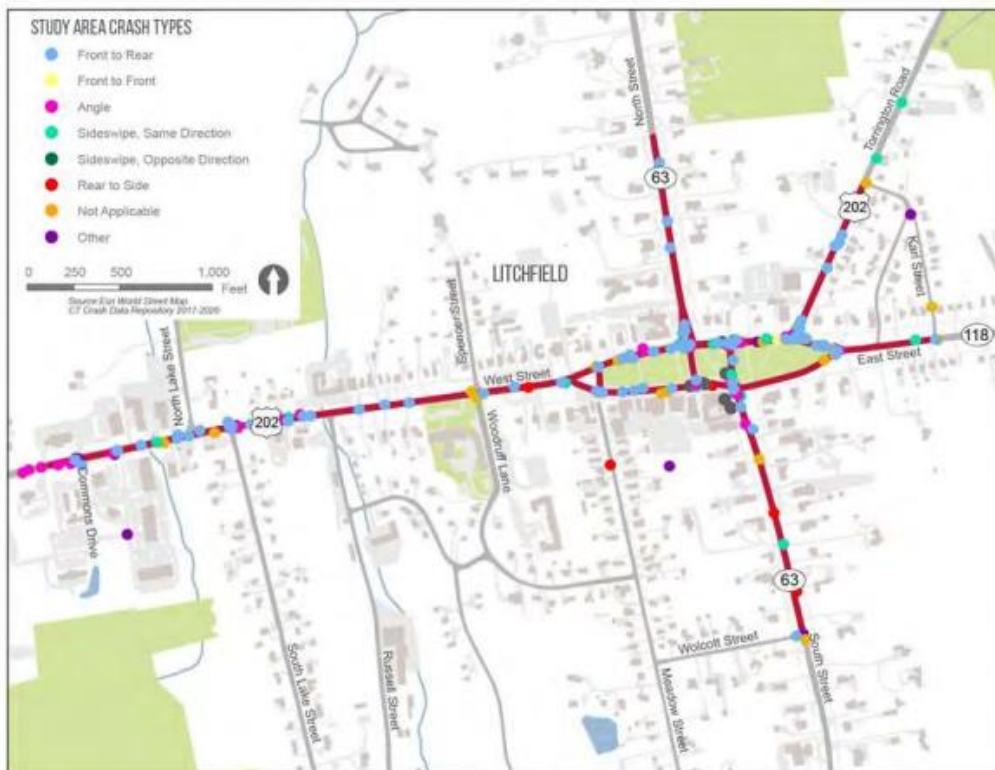 STUDY AREA CRASH TYPES
Front to Rear
Front to Front
Angle
Sideswipe, Same Direction
Sideswipe, Opposite Direction
Rear to Side
Not Applicable
Other
0 250 500 1,000
Feet
Source:Esri World Street Map
CT Crash Data Repository 2017-2020
North Street
63
Torrington Road
202
Karl Street
LITCHFIELD
118
East Street
Spencer Street
West Street
North Lake Street
202
Woodruff Lane
Commons Drive
63
South Lake Street
Russell Street
Wolcott Street
Meadow Street
South Street